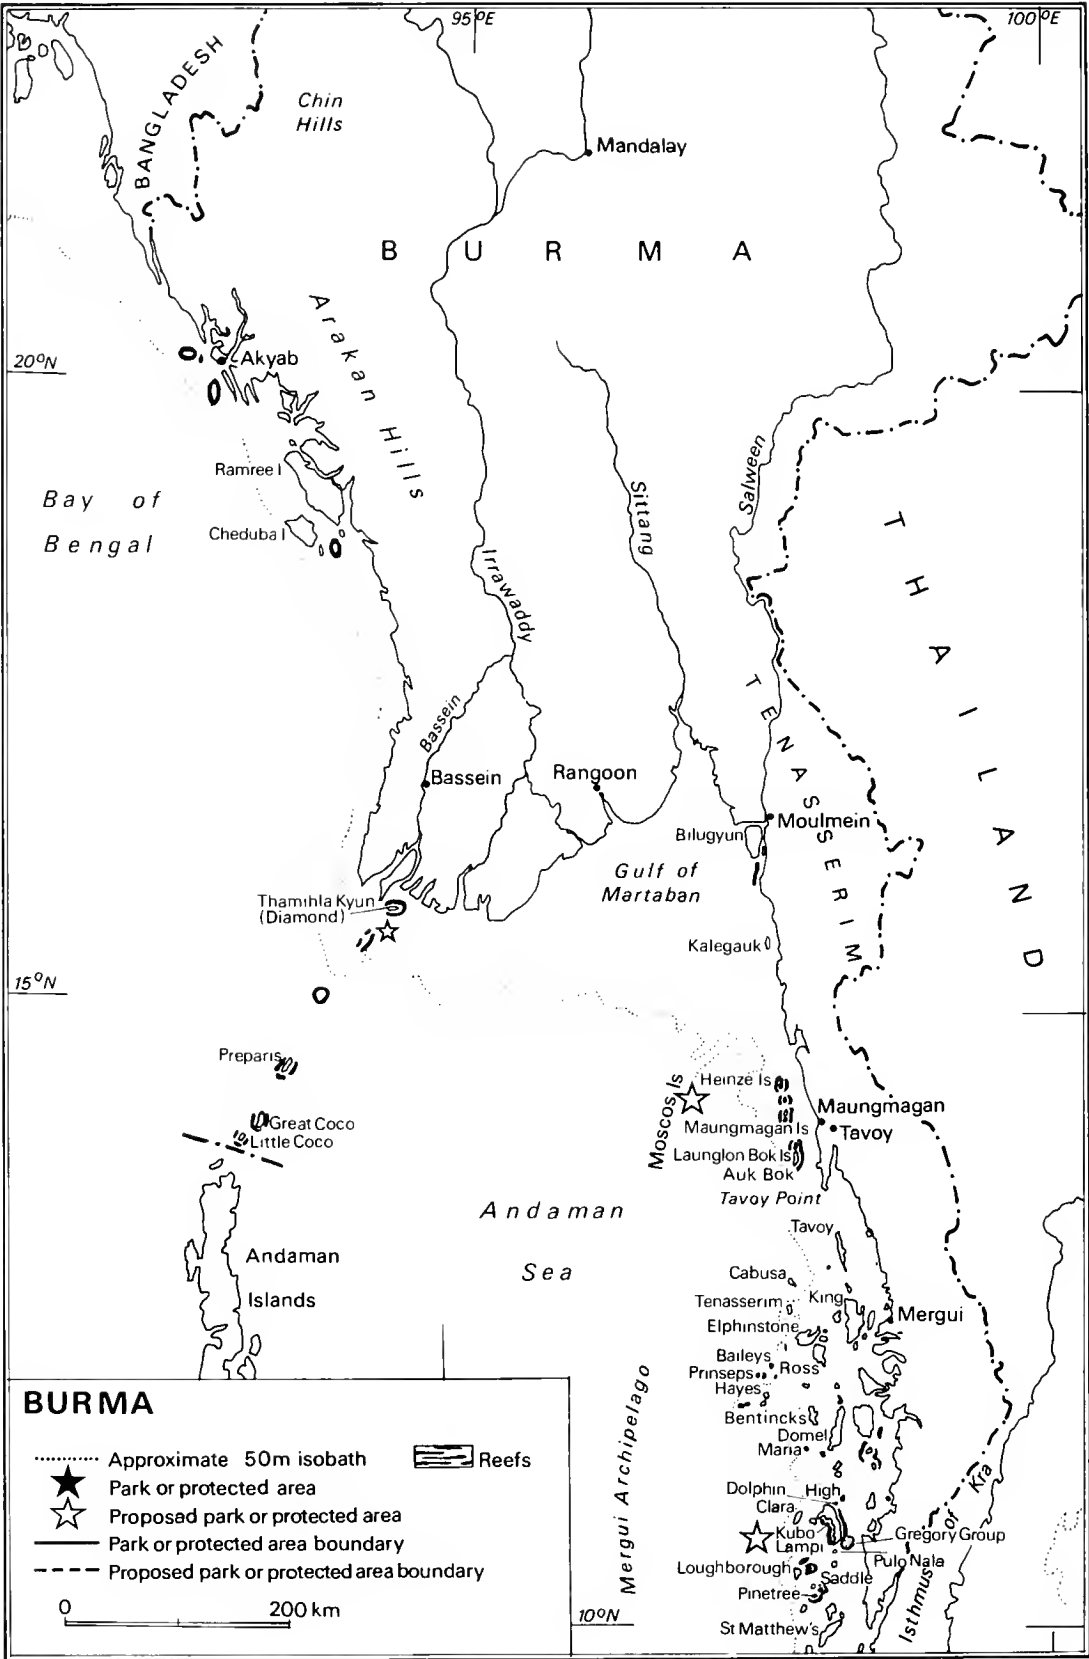 95°E
100°E
BANGLADESH
Chin
Hills
Mandalay
BURMA
Arakan Hills
20°N
Akyab
Ramree I
Cheduba I
Bay of
Bengal
Irrawaddy
Sittang
Salween
THAILAND
TENASSERIM
Bassein
Bassein
Rangoon
Moulmein
Bilugyun
Gulf of
Martaban
Thamihla Kyun
(Diamond)
Kalegauk
15°N
Preparis
Great Coco
Little Coco
Moscos Is
Heinze Is
Maungmagan
Maungmagan Is
Tavoy
Launglon Bok Is
Auk Bok
Tavoy Point
Andaman
Sea
Tavoy
Andaman
Islands
Cabusa
Tenasserim
King
Mergui
Elphinstone
Baileys
Prinseps
Ross
Hayes
Bentincks
Domel
Maria
Mergui Archipelago
Dolphin
High
Clara
Kubo
Lampi
Gregory Group
Pulo Nala
Loughborough
Saddle
Pinetree
St Matthew's
Isthmus of Kra
10°N
BURMA
Approximate 50m isobath
Reefs
Park or protected area
Proposed park or protected area
Park or protected area boundary
Proposed park or protected area boundary
0
200 km